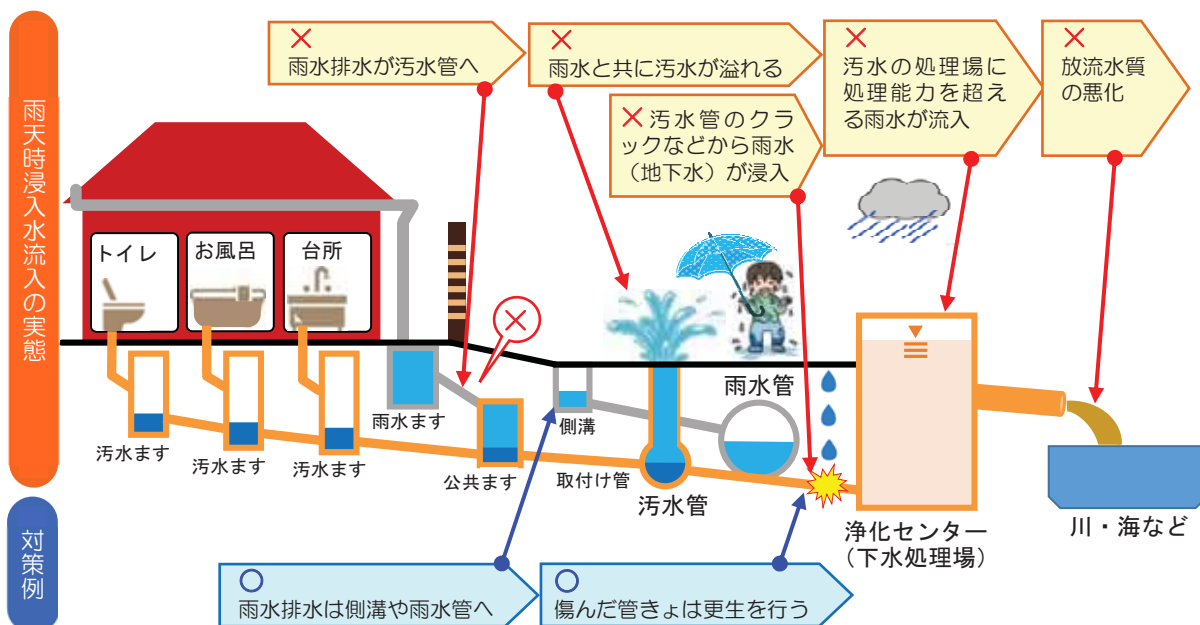 雨天時浸入水流入の実態
×
雨水排水が汚水管へ
×
雨水と共に汚水が溢れる
× 汚水管のクラ
ックなどから雨水
（地下水）が浸入
×
汚水の処理場に
処理能力を超え
る雨水が流入
×
放流水質
の悪化
トイレ
お風呂
台所
×
雨水ます
側溝
雨水管
汚水ます
汚水ます
汚水ます
公共ます
取付け管
汚水管
浄化センター
（下水処理場）
川・海など
対策例
○
雨水排水は側溝や雨水管へ
○
傷んだ管きょは更生を行う